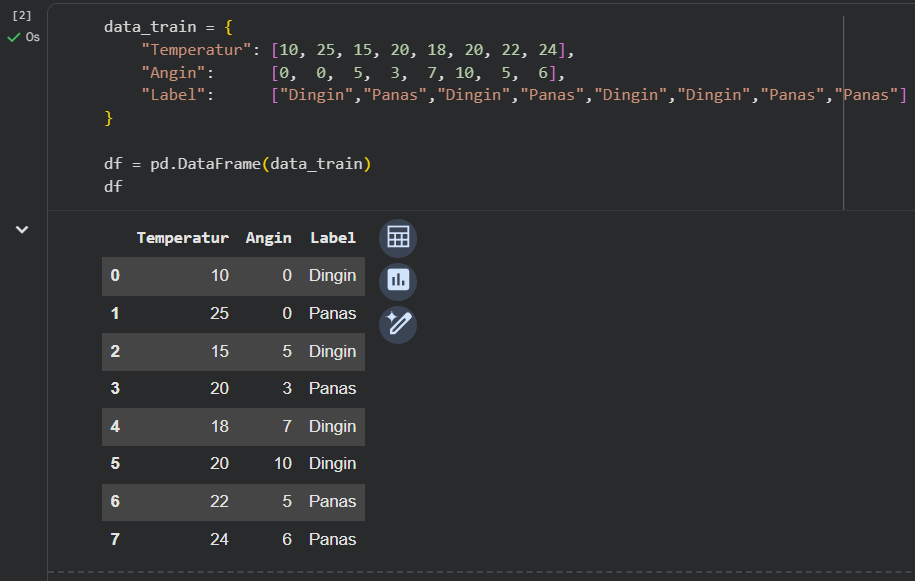 [2]
0s
data_train = {
    "Temperatur": [10, 25, 15, 20, 18, 20, 22, 24],
    "Angin":      [0,  0,  5,  3,  7, 10,  5,  6],
    "Label":      ["Dingin","Panas","Dingin","Panas","Dingin","Dingin","Panas","Panas"]
}
df = pd.DataFrame(data_train)
df
Temperatur Angin Label
0 10 0 Dingin
1 25 0 Panas
2 15 5 Dingin
3 20 3 Panas
4 18 7 Dingin
5 20 10 Dingin
6 22 5 Panas
7 24 6 Panas